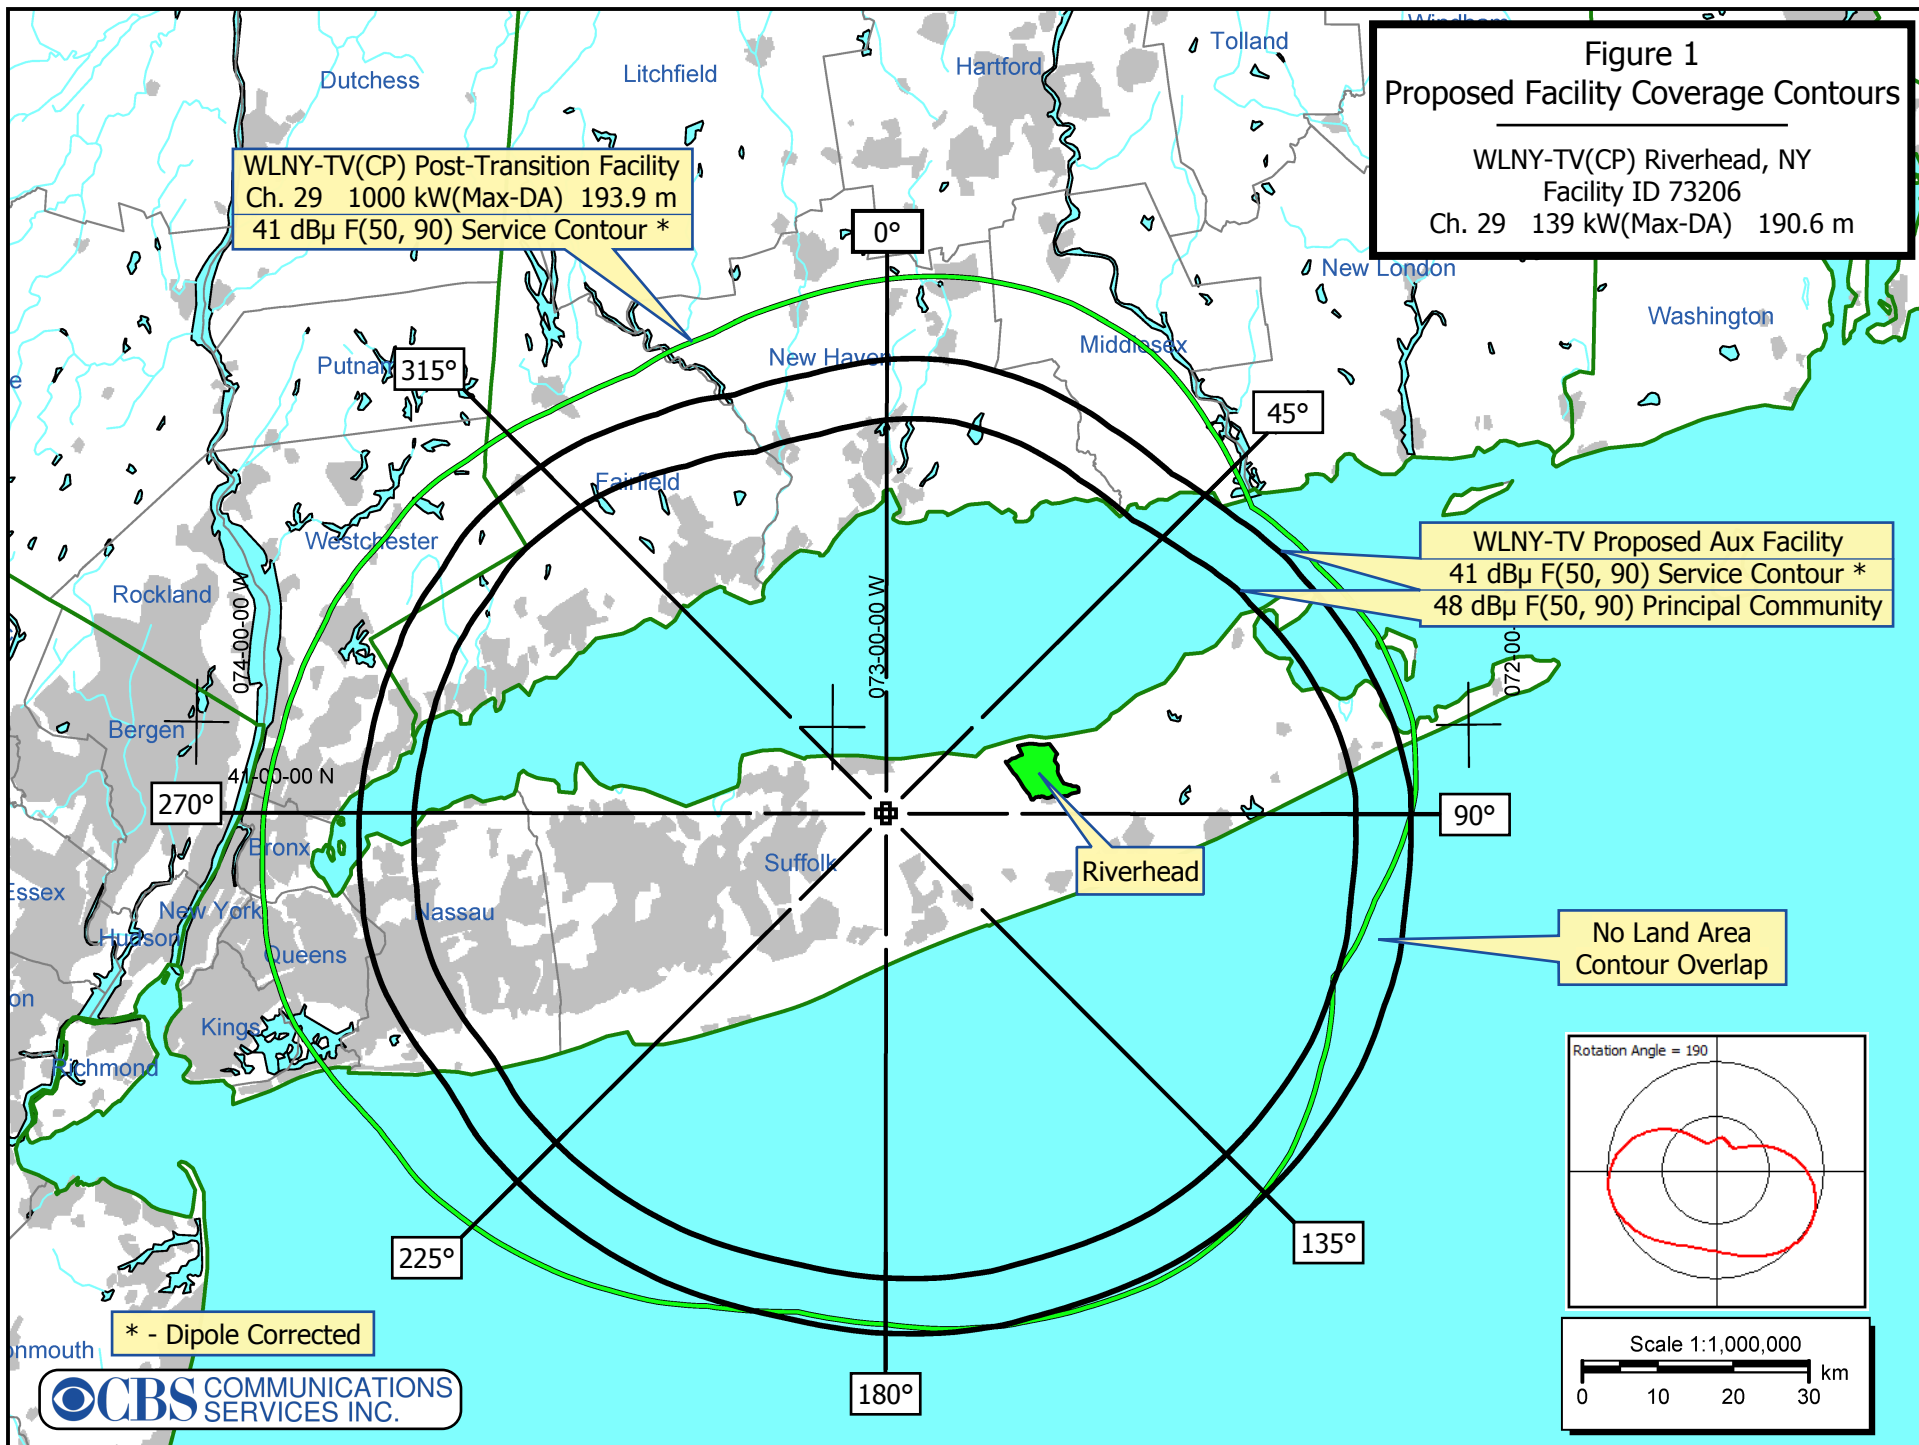 Windham
Tolland
Hartford
Litchfield
Dutchess
Figure 1
Proposed Facility Coverage Contours
WLNY-TV(CP) Riverhead, NY
Facility ID 73206
Ch. 29 139 kW(Max-DA) 190.6 m
WLNY-TV(CP) Post-Transition Facility
Ch. 29 1000 kW(Max-DA) 193.9 m
41 dBµ F(50, 90) Service Contour *
0°
New London
Washington
Middlesex
New Haven
Putnam
315°
e
45°
Fairfield
Westchester
WLNY-TV Proposed Aux Facility
41 dBµ F(50, 90) Service Contour *
48 dBµ F(50, 90) Principal Community
Rockland
074-00-00 W
073-00-00 W
072-00-
Bergen
41-00-00 N
270°
90°
Bronx
Suffolk
Riverhead
Essex
New York
Nassau
Hudson
Queens
No Land Area
Contour Overlap
on
Kings
Richmond
Rotation Angle = 190
225°
135°
* - Dipole Corrected
onmouth
Scale 1:1,000,000
km
0 10 20 30
180°
CBS COMMUNICATIONS
SERVICES INC.